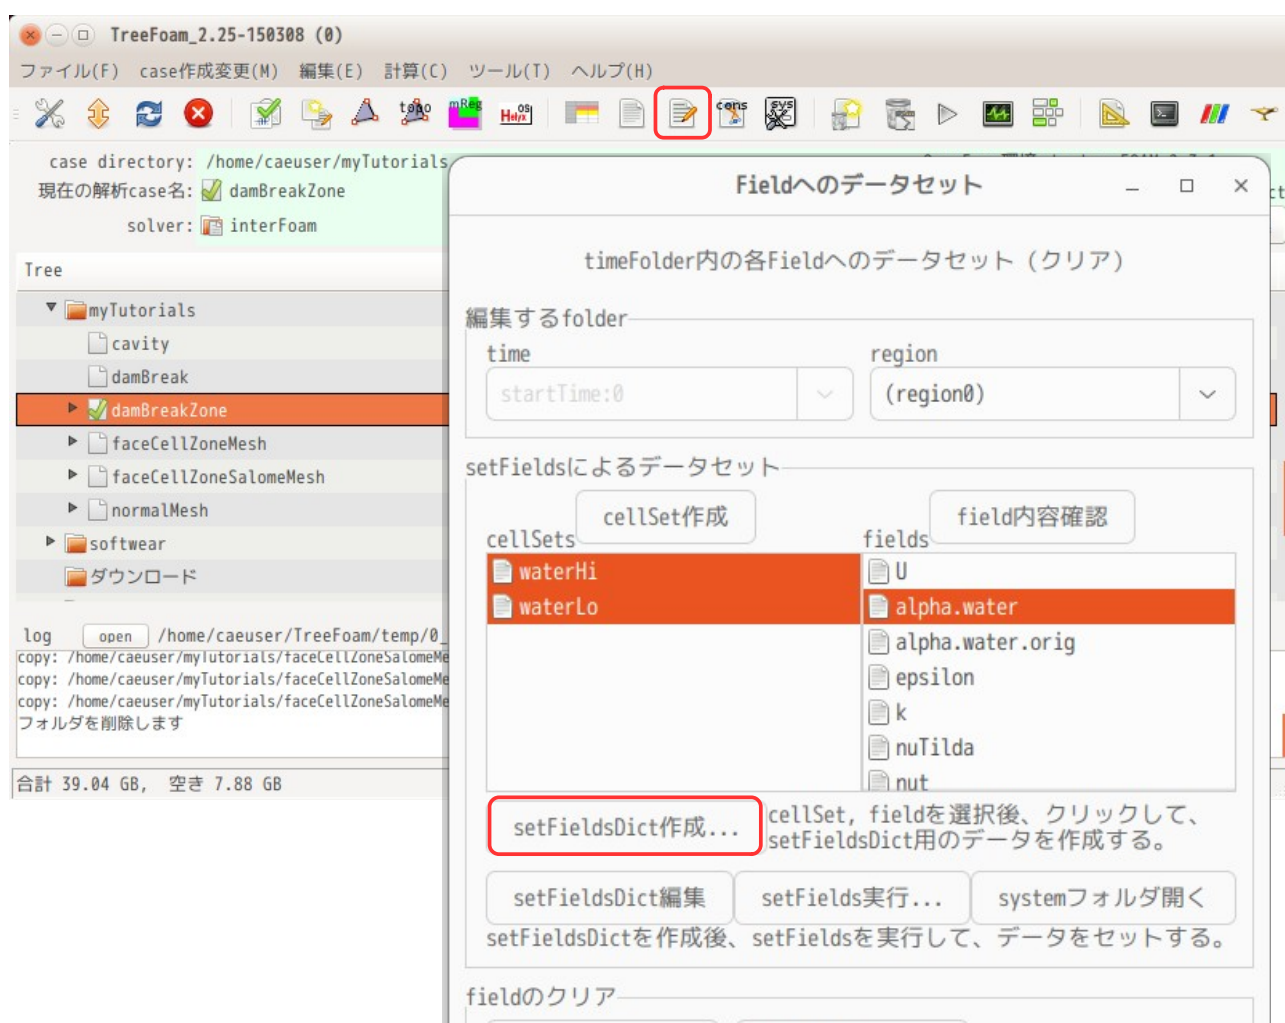 TreeFoam_2.25-150308 (0)
ファイル(F) case作成変更(M) 編集(E) 計算(C) ツール(T) ヘルプ(H)
topo mReg OS Helyx cons sys
case directory: /home/caeuser/myTutorials
現在の解析case名: damBreakZone
solver: interFoam
Tree
myTutorials
cavity
damBreak
damBreakZone
faceCellZoneMesh
faceCellZoneSalomeMesh
normalMesh
softwear
ダウンロード
log open /home/caeuser/TreeFoam/temp/0_
copy: /home/caeuser/myTutorials/faceCellZoneSalomeMe
copy: /home/caeuser/myTutorials/faceCellZoneSalomeMe
copy: /home/caeuser/myTutorials/faceCellZoneSalomeMe
フォルダを削除します
合計 39.04 GB, 空き 7.88 GB
Fieldへのデータセット
timeFolder内の各Fieldへのデータセット (クリア)
編集するfolder
time region
startTime:0 (region0)
setFieldsによるデータセット
cellSet作成 field内容確認
cellSets fields
waterHi
waterLo
U
alpha.water
alpha.water.orig
epsilon
k
nuTilda
nut
setFieldsDict作成... cellSet, fieldを選択後、クリックして、
setFieldsDict用のデータを作成する。
setFieldsDict編集 setFields実行... systemフォルダ開く
setFieldsDictを作成後、setFieldsを実行して、データをセットする。
fieldのクリア